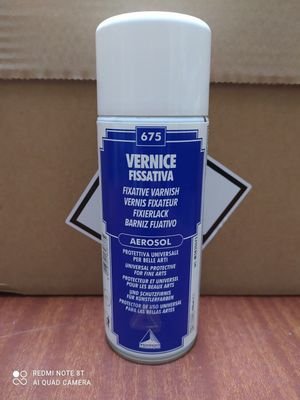 675
VERNICE
FISSATIVA
FIXATIVE VARNISH
VERNIS FIXATEUR
FIXIERLACK
BARNIZ FIJATIVO
AEROSOL
PROTETTIVA UNIVERSALE
PER BELLE ARTI
UNIVERSAL PROTECTIVE
FOR FINE ARTS
PROTECTEUR ET UNIVERSEL
POUR LES BEAUX ARTS
UND SCHUTZFIRNIS FÜR
KÜNSTLERFARBEN
PROTECTOR DE USO UNIVERSAL
PARA LAS BELLAS ARTES
REDMI NOTE 8T
AI QUAD CAMERA